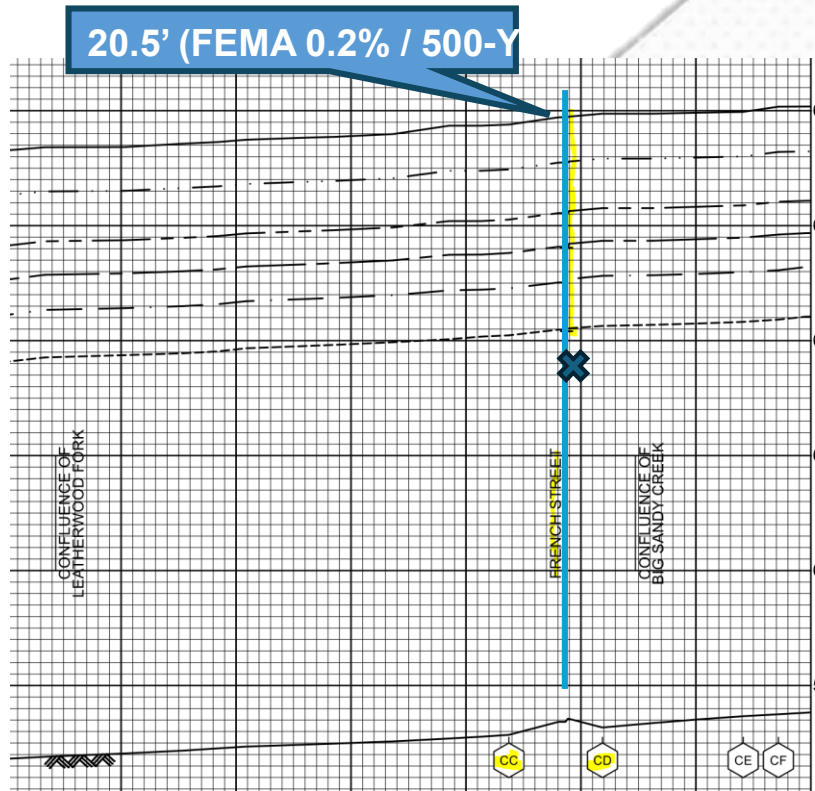 20.5’ (FEMA 0.2% / 500-Y
CONFLUENCE OF
LEATHERWOOD FORK
FRENCH STREET
CONFLUENCE OF
BIG SANDY CREEK
CC
CD
CE
CF